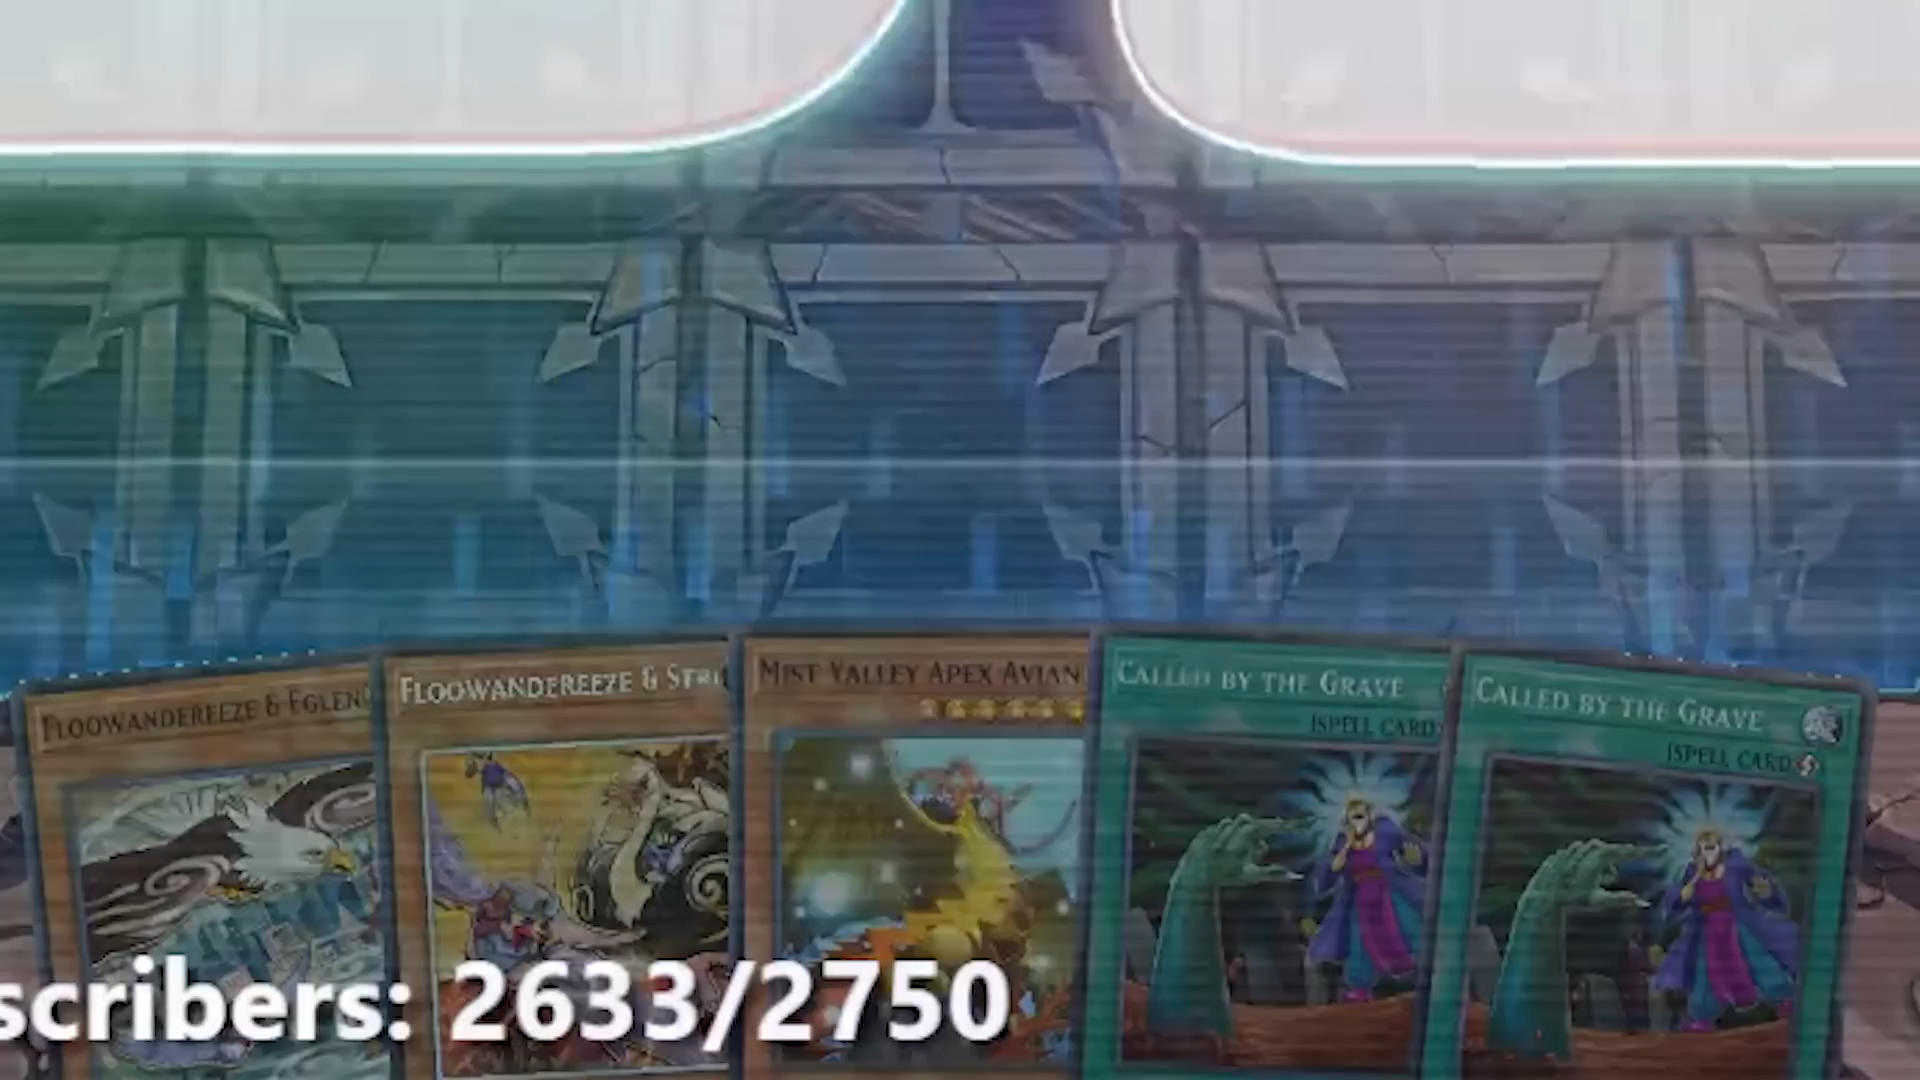 FLOOWANDEREEZE & EGLEN
FLOOWANDEREEZE & STRI
MIST VALLEY APEX AVIAN
CALLED BY THE GRAVE
[SPELL CARD
CALLED BY THE GRAVE
[SPELL CARD
scribers: 2633/2750